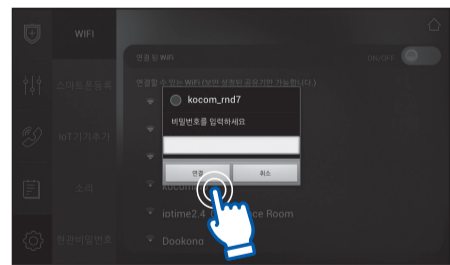 WIFI
연결 된 WiFi
ON/OFF
스마트폰등록
연결할 수 있는 WiFi (보안 설정된 공유기만 가능합니다.)
kocom_rnd7
비밀번호를 입력하세요
IoT기기추가
연결
취소
소리
iotime2.4
ce Room
현관비밀번호
Dookono